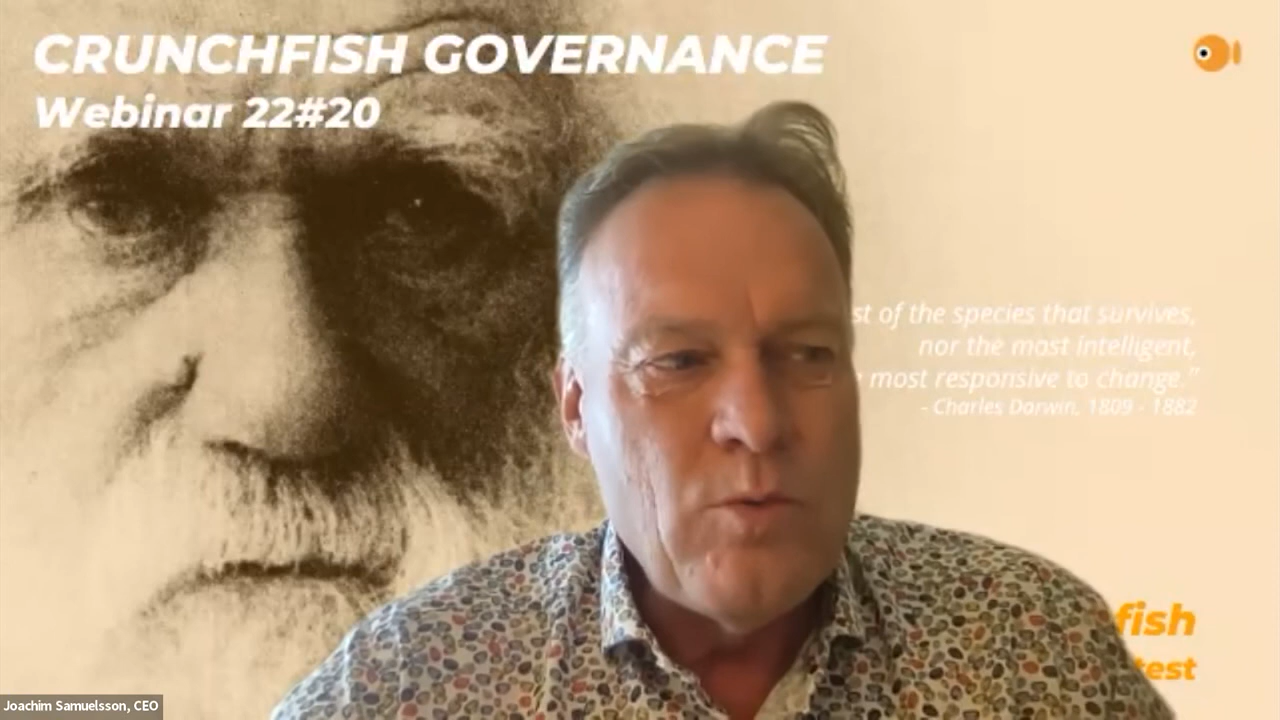 CRUNCHFISH GOVERNANCE
Webinar 22#20
st of the species that survives,
nor the most intelligent,
most responsive to change.”
- Charles Darwin, 1809 - 1882
fish
test
Joachim Samuelsson, CEO